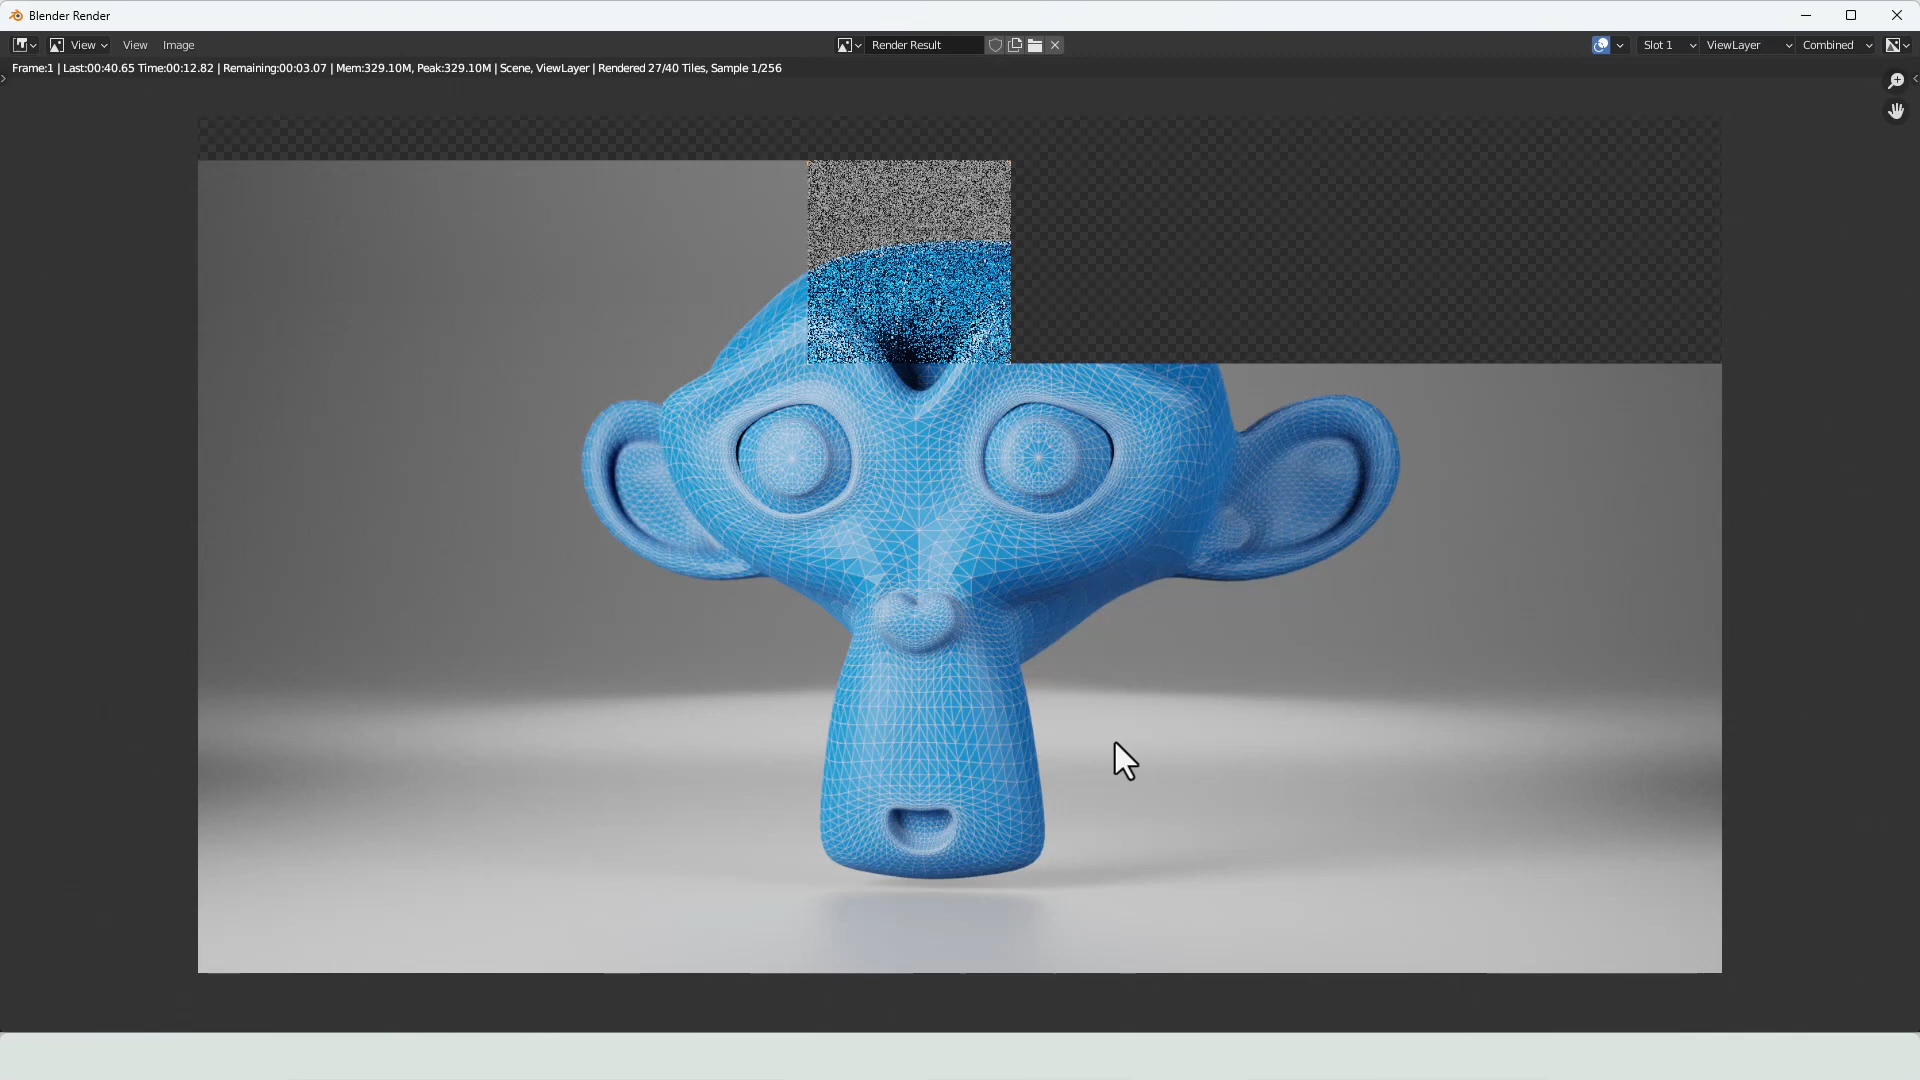 Blender Render
View View Image Render Result Slot 1 ViewLayer Combined
Frame:1 | Last:00:40.65 Time:00:12.82 | Remaining:00:03.07 | Mem:329.10M, Peak:329.10M | Scene, ViewLayer | Rendered 27/40 Tiles, Sample 1/256